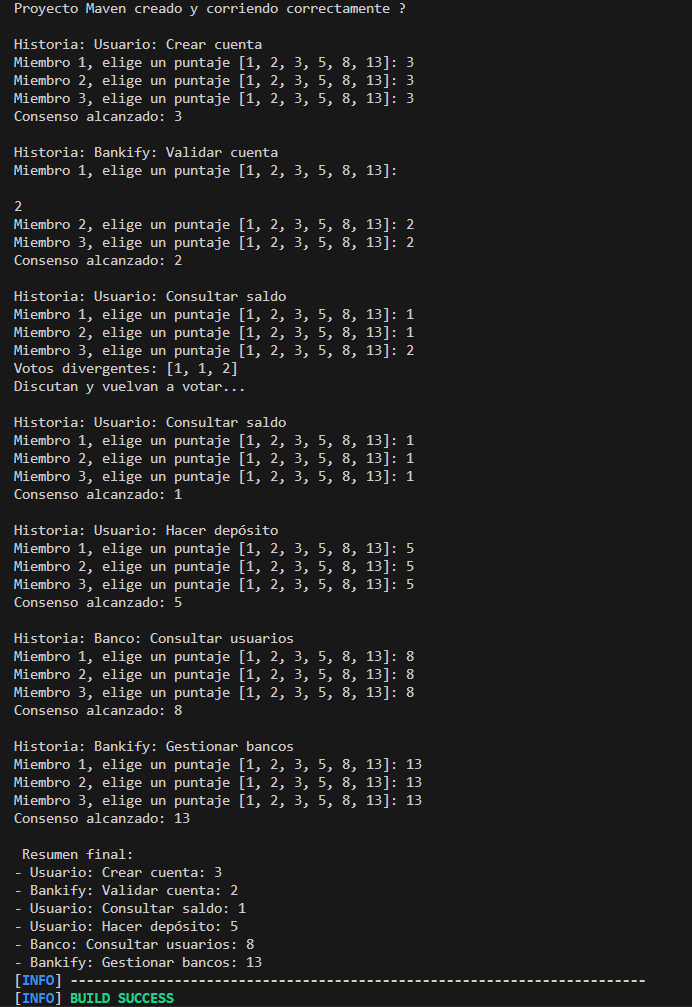 Proyecto Maven creado y corriendo correctamente ?
Historia: Usuario: Crear cuenta
Miembro 1, elige un puntaje [1, 2, 3, 5, 8, 13]: 3
Miembro 2, elige un puntaje [1, 2, 3, 5, 8, 13]: 3
Miembro 3, elige un puntaje [1, 2, 3, 5, 8, 13]: 3
Consenso alcanzado: 3
Historia: Bankify: Validar cuenta
Miembro 1, elige un puntaje [1, 2, 3, 5, 8, 13]:
2
Miembro 2, elige un puntaje [1, 2, 3, 5, 8, 13]: 2
Miembro 3, elige un puntaje [1, 2, 3, 5, 8, 13]: 2
Consenso alcanzado: 2
Historia: Usuario: Consultar saldo
Miembro 1, elige un puntaje [1, 2, 3, 5, 8, 13]: 1
Miembro 2, elige un puntaje [1, 2, 3, 5, 8, 13]: 1
Miembro 3, elige un puntaje [1, 2, 3, 5, 8, 13]: 2
Votos divergentes: [1, 1, 2]
Discutan y vuelvan a votar...
Historia: Usuario: Consultar saldo
Miembro 1, elige un puntaje [1, 2, 3, 5, 8, 13]: 1
Miembro 2, elige un puntaje [1, 2, 3, 5, 8, 13]: 1
Miembro 3, elige un puntaje [1, 2, 3, 5, 8, 13]: 1
Consenso alcanzado: 1
Historia: Usuario: Hacer depósito
Miembro 1, elige un puntaje [1, 2, 3, 5, 8, 13]: 5
Miembro 2, elige un puntaje [1, 2, 3, 5, 8, 13]: 5
Miembro 3, elige un puntaje [1, 2, 3, 5, 8, 13]: 5
Consenso alcanzado: 5
Historia: Banco: Consultar usuarios
Miembro 1, elige un puntaje [1, 2, 3, 5, 8, 13]: 8
Miembro 2, elige un puntaje [1, 2, 3, 5, 8, 13]: 8
Miembro 3, elige un puntaje [1, 2, 3, 5, 8, 13]: 8
Consenso alcanzado: 8
Historia: Bankify: Gestionar bancos
Miembro 1, elige un puntaje [1, 2, 3, 5, 8, 13]: 13
Miembro 2, elige un puntaje [1, 2, 3, 5, 8, 13]: 13
Miembro 3, elige un puntaje [1, 2, 3, 5, 8, 13]: 13
Consenso alcanzado: 13
Resumen final:
- Usuario: Crear cuenta: 3
- Bankify: Validar cuenta: 2
- Usuario: Consultar saldo: 1
- Usuario: Hacer depósito: 5
- Banco: Consultar usuarios: 8
- Bankify: Gestionar bancos: 13
[INFO] ------------------------------------------------------------------------
[INFO] BUILD SUCCESS